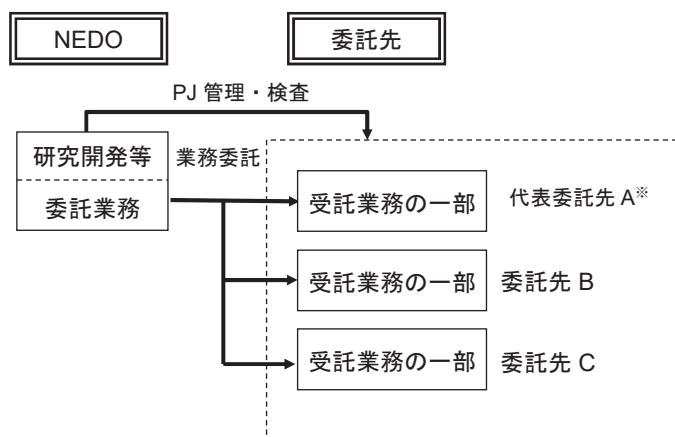 NEDO
委託先
PJ 管理・検査
研究開発等
業務委託
委託業務
受託業務の一部
代表委託先 A※
受託業務の一部
委託先 B
受託業務の一部
委託先 C